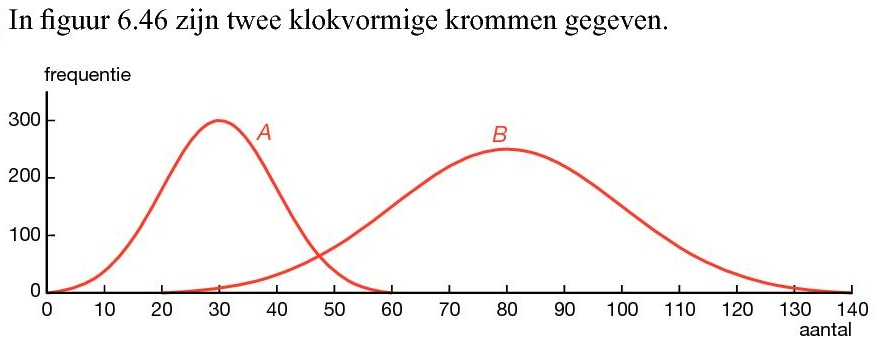 In figuur 6.46 zijn twee klokvormige krommen gegeven.
frequentie
300
A
B
200
100
0
0 10 20 30 40 50 60 70 80 90 100 110 120 130 140
aantal